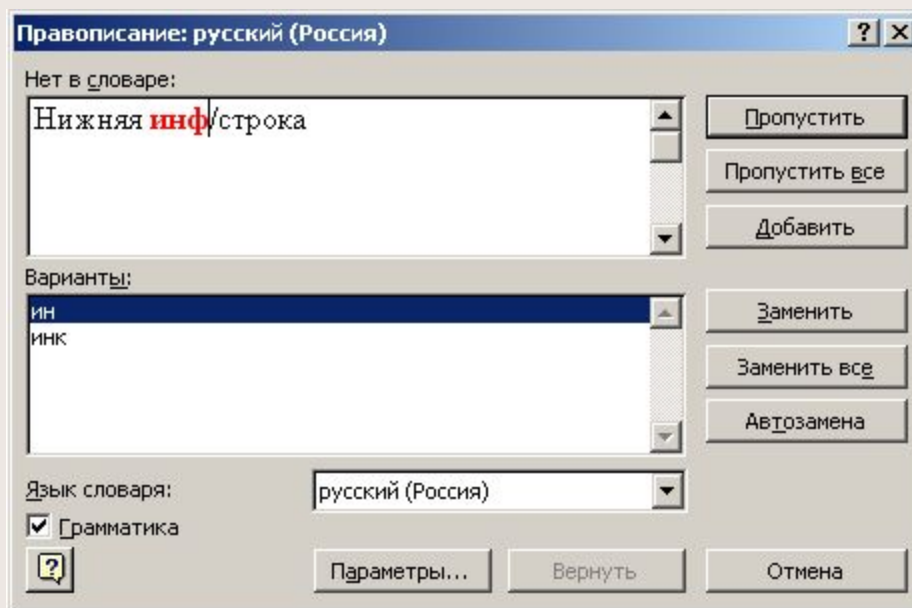 Правописание: русский (Россия)
Нет в словаре:
Нижняя инф/строка
Пропустить
Пропустить все
Добавить
Варианты:
ин
инк
Заменить
Заменить все
Автозамена
Язык словаря:
русский (Россия)
Грамматика
Параметры...
Вернуть
Отмена